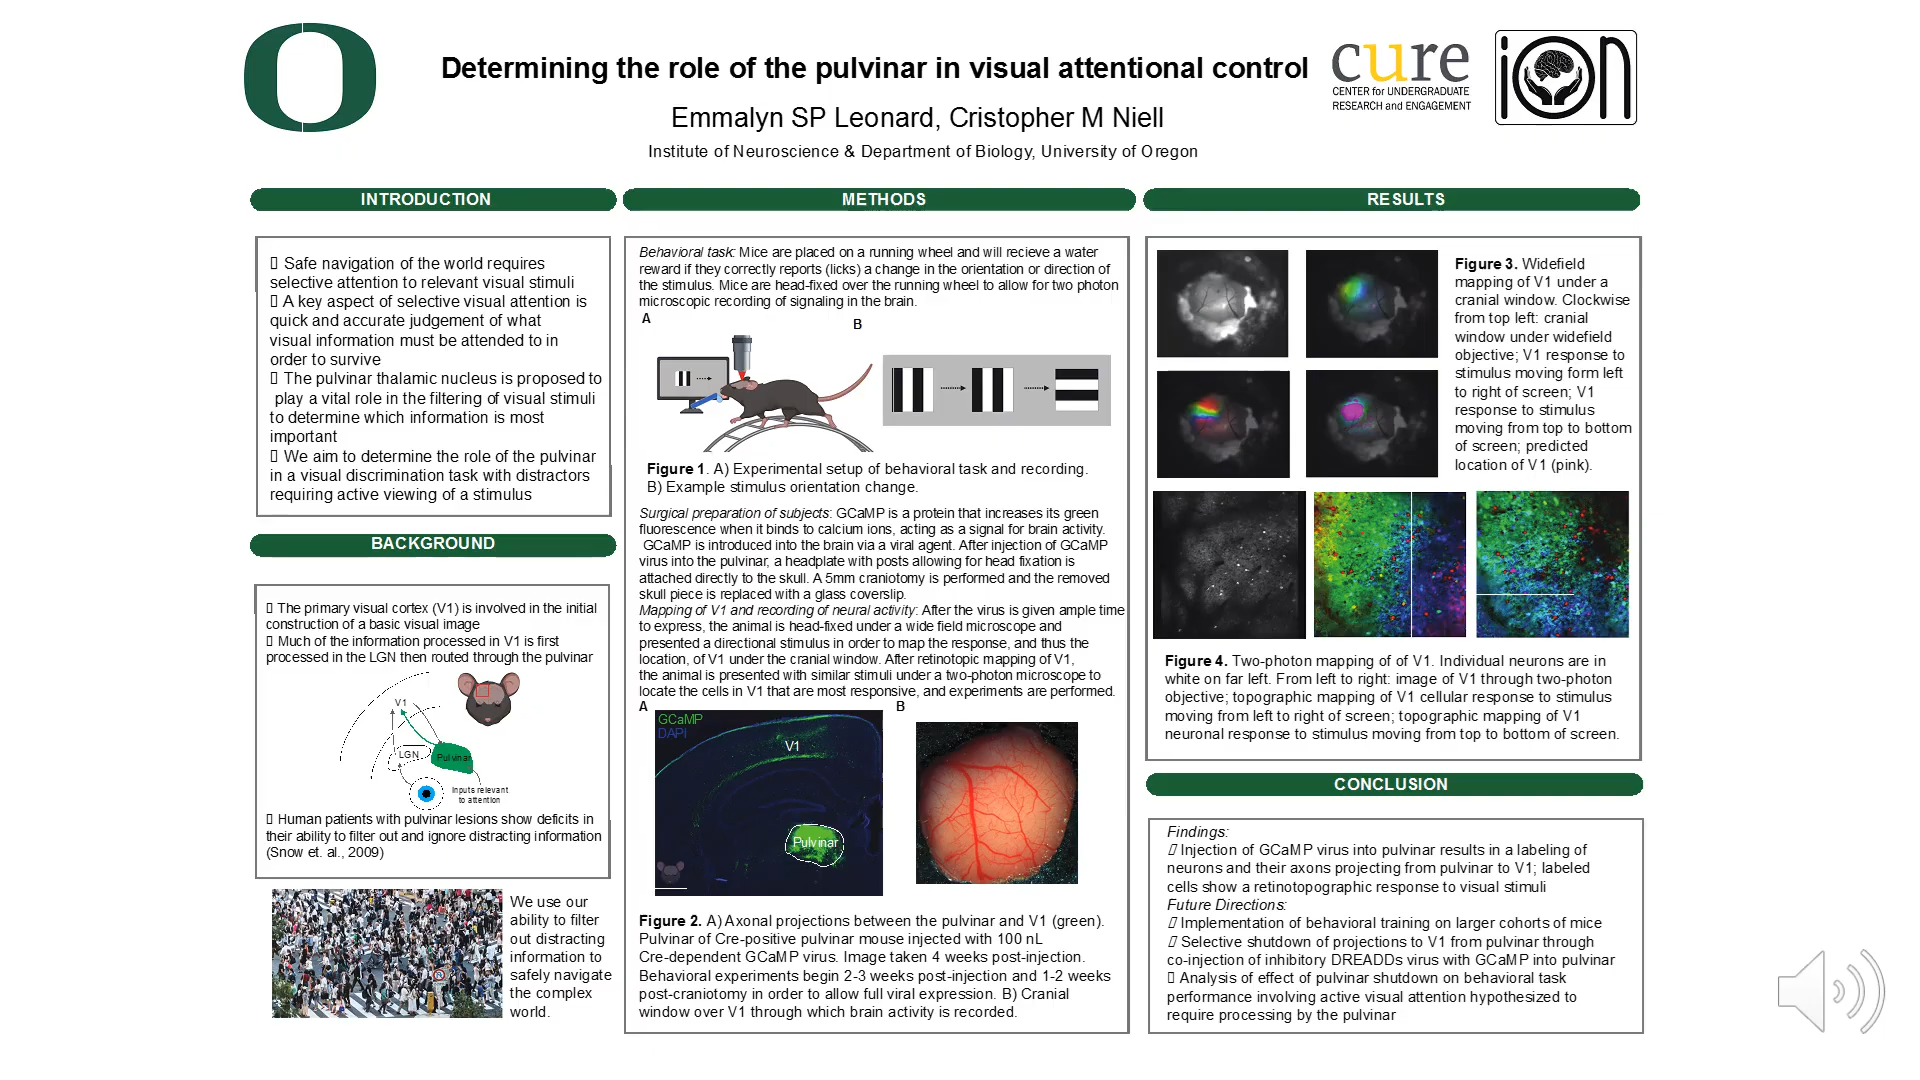 Determining the role of the pulvinar in visual attentional control
Emmalyn SP Leonard, Cristopher M Niell
Institute of Neuroscience & Department of Biology, University of Oregon
O
cure
CENTER for UNDERGRADUATE
RESEARCH and ENGAGEMENT
ion
INTRODUCTION
Safe navigation of the world requires
selective attention to relevant visual stimuli
A key aspect of selective visual attention is
quick and accurate judgement of what
visual information must be attended to in
order to survive
The pulvinar thalamic nucleus is proposed to
play a vital role in the filtering of visual stimuli
to determine which information is most
important
We aim to determine the role of the pulvinar
in a visual discrimination task with distractors
requiring active viewing of a stimulus
BACKGROUND
The primary visual cortex (V1) is involved in the initial
construction of a basic visual image
Much of the information processed in V1 is first
processed in the LGN then routed through the pulvinar
V1
LGN
Pulvinar
Inputs relevant
to attention
Human patients with pulvinar lesions show deficits in
their ability to filter out and ignore distracting information
(Snow et. al., 2009)
We use our
ability to filter
out distracting
information to
safely navigate
the complex
world.
METHODS
Behavioral task: Mice are placed on a running wheel and will recieve a water
reward if they correctly reports (licks) a change in the orientation or direction of
the stimulus. Mice are head-fixed over the running wheel to allow for two photon
microscopic recording of signaling in the brain.
A
B
Figure 1. A) Experimental setup of behavioral task and recording.
B) Example stimulus orientation change.
Surgical preparation of subjects: GCaMP is a protein that increases its green
fluorescence when it binds to calcium ions, acting as a signal for brain activity.
GCaMP is introduced into the brain via a viral agent. After injection of GCaMP
virus into the pulvinar, a headplate with posts allowing for head fixation is
attached directly to the skull. A 5mm craniotomy is performed and the removed
skull piece is replaced with a glass coverslip.
Mapping of V1 and recording of neural activity: After the virus is given ample time
to express, the animal is head-fixed under a wide field microscope and
presented a directional stimulus in order to map the response, and thus the
location, of V1 under the cranial window. After retinotopic mapping of V1,
the animal is presented with similar stimuli under a two-photon microscope to
locate the cells in V1 that are most responsive, and experiments are performed.
A
B
GCaMP
DAPI
V1
Pulvinar
Figure 2. A) Axonal projections between the pulvinar and V1 (green).
Pulvinar of Cre-positive pulvinar mouse injected with 100 nL
Cre-dependent GCaMP virus. Image taken 4 weeks post-injection.
Behavioral experiments begin 2-3 weeks post-injection and 1-2 weeks
post-craniotomy in order to allow full viral expression. B) Cranial
window over V1 through which brain activity is recorded.
RESULTS
Figure 3. Widefield
mapping of V1 under a
cranial window. Clockwise
from top left: cranial
window under widefield
objective; V1 response to
stimulus moving form left
to right of screen; V1
response to stimulus
moving from top to bottom
of screen; predicted
location of V1 (pink).
Figure 4. Two-photon mapping of of V1. Individual neurons are in
white on far left. From left to right: image of V1 through two-photon
objective; topographic mapping of V1 cellular response to stimulus
moving from left to right of screen; topographic mapping of V1
neuronal response to stimulus moving from top to bottom of screen.
CONCLUSION
Findings:
Injection of GCaMP virus into pulvinar results in a labeling of
neurons and their axons projecting from pulvinar to V1; labeled
cells show a retinotopographic response to visual stimuli
Future Directions:
Implementation of behavioral training on larger cohorts of mice
Selective shutdown of projections to V1 from pulvinar through
co-injection of inhibitory DREADDs virus with GCaMP into pulvinar
Analysis of effect of pulvinar shutdown on behavioral task
performance involving active visual attention hypothesized to
require processing by the pulvinar